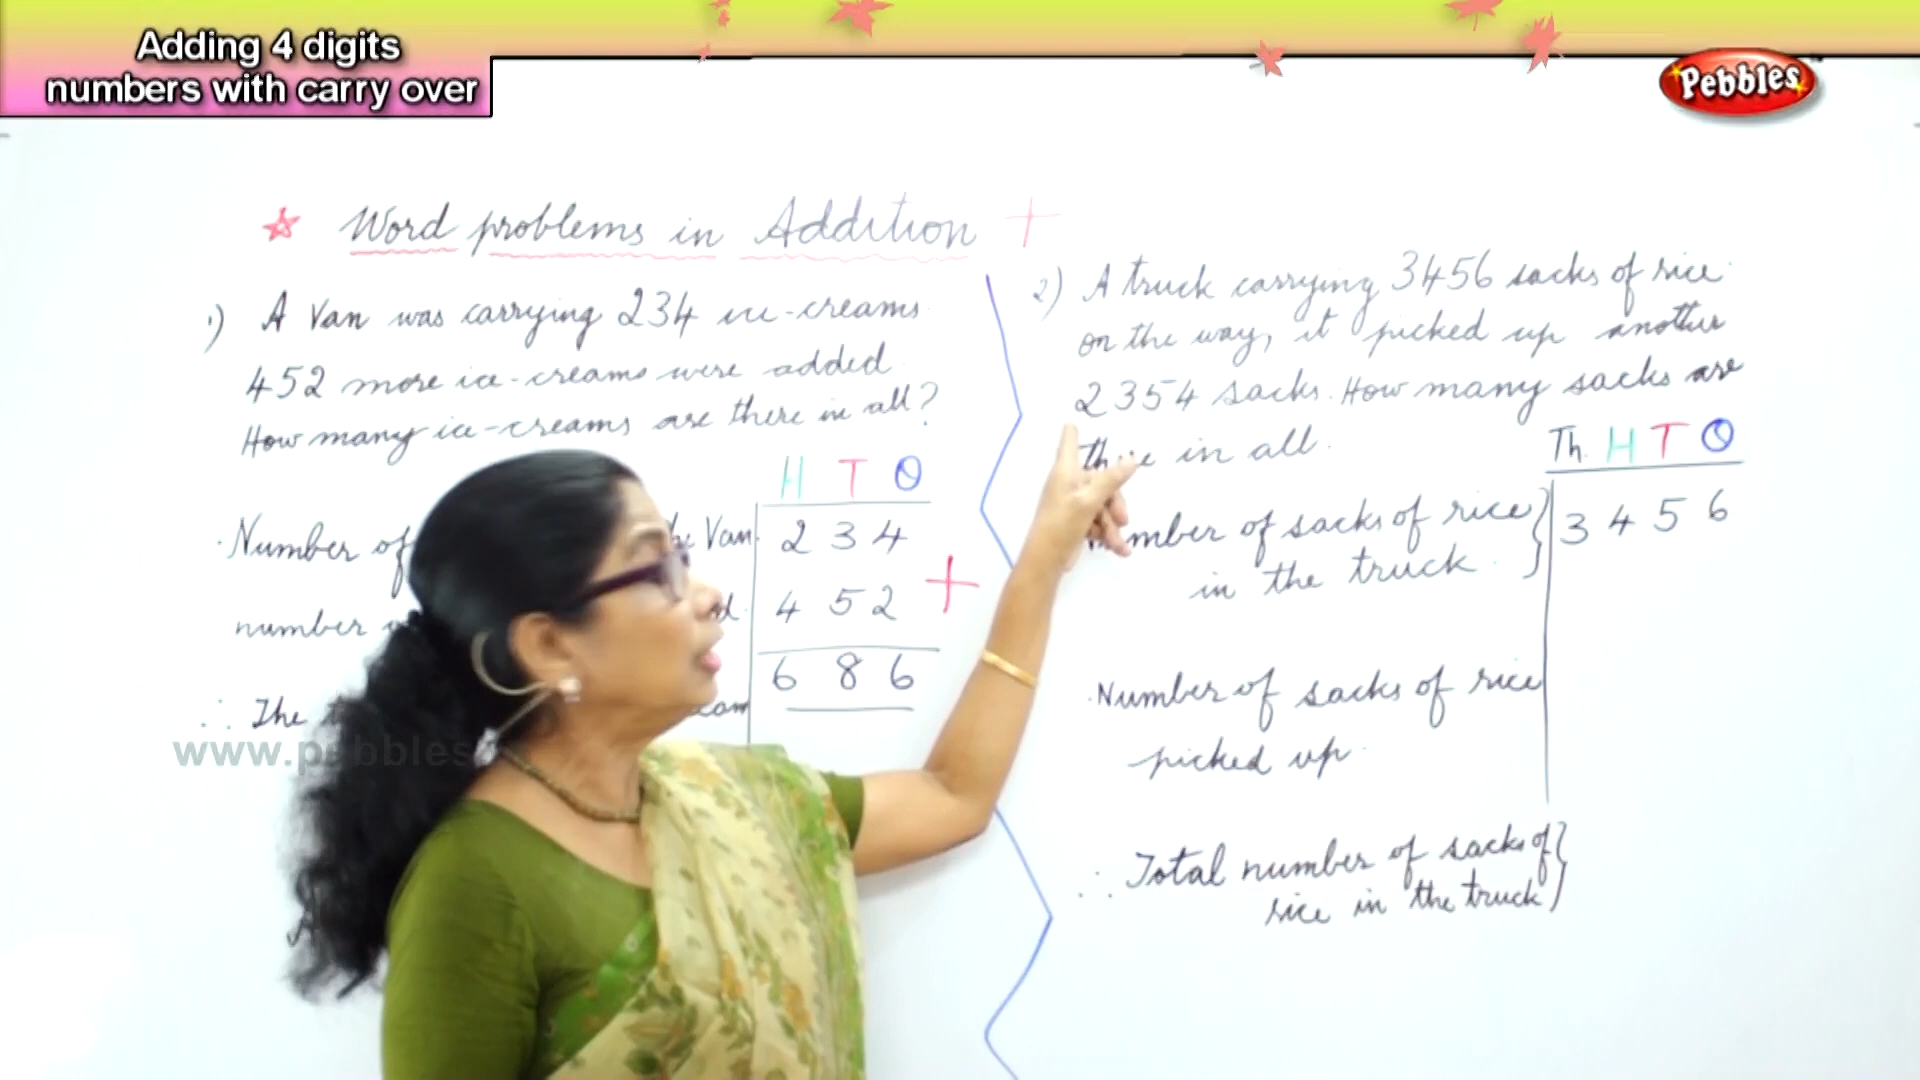 Adding 4 digits
numbers with carry over
Pebbles
Word problems in Addition +
1) A Van was carrying 234 ice-creams
452 more ice-creams were added.
How many ice-creams are there in all?
H T O
Number of Van 2 3 4
number 4 5 2 +
∴ The 6 8 6
www.pebbles
2) A truck carrying 3456 sacks of rice
on the way, it picked up another
2354 sacks. How many sacks are
there in all.
Th. H T O
Number of sacks of rice } 3 4 5 6
in the truck.
Number of sacks of rice
picked up
∴ Total number of sacks of }
rice in the truck